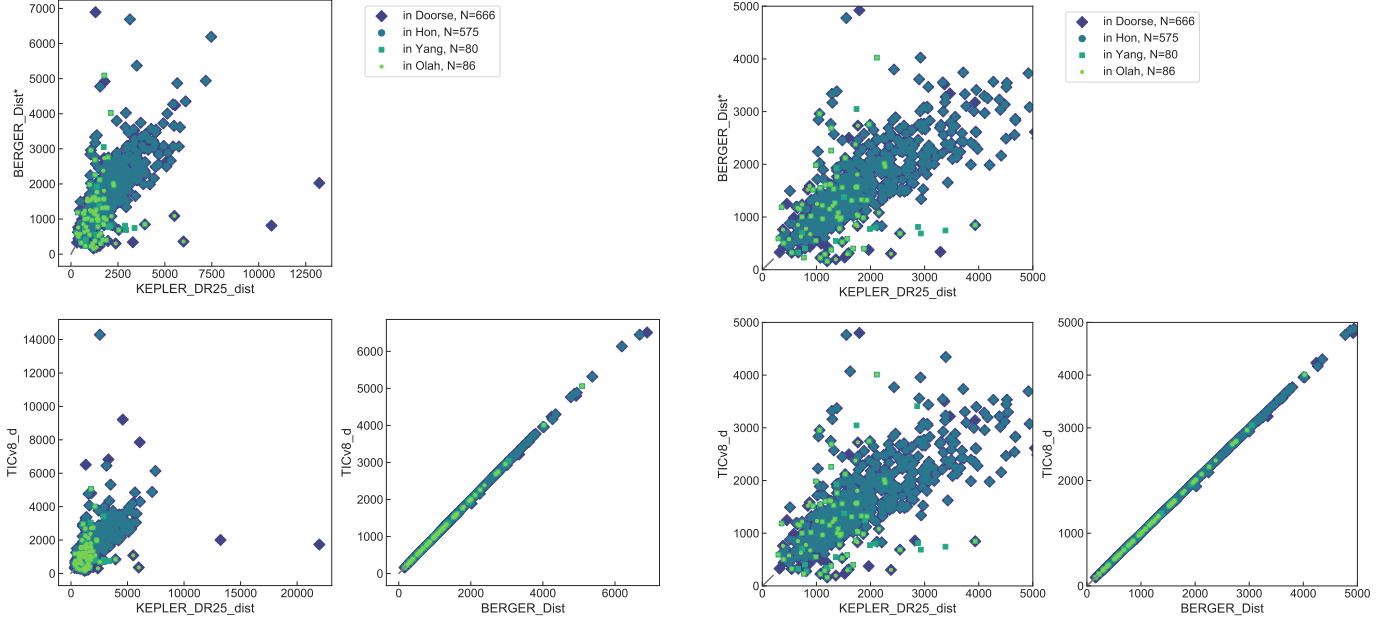 7000
6000
5000
4000
3000
2000
1000
0
BERGER_Dist*
0 2500 5000 7500 10000 12500
KEPLER_DR25_dist
in Doorse, N=666
in Hon, N=575
in Yang, N=80
in Olah, N=86
5000
4000
3000
2000
1000
0
BERGER_Dist*
0 1000 2000 3000 4000 5000
KEPLER_DR25_dist
in Doorse, N=666
in Hon, N=575
in Yang, N=80
in Olah, N=86
14000
12000
10000
8000
6000
4000
2000
0
TICv8_d
0 5000 10000 15000 20000
KEPLER_DR25_dist
6000
5000
4000
3000
2000
1000
0
TICv8_d
0 2000 4000 6000
BERGER_Dist
5000
4000
3000
2000
1000
0
TICv8_d
0 1000 2000 3000 4000 5000
KEPLER_DR25_dist
5000
4000
3000
2000
1000
0
TICv8_d
0 1000 2000 3000 4000 5000
BERGER_Dist